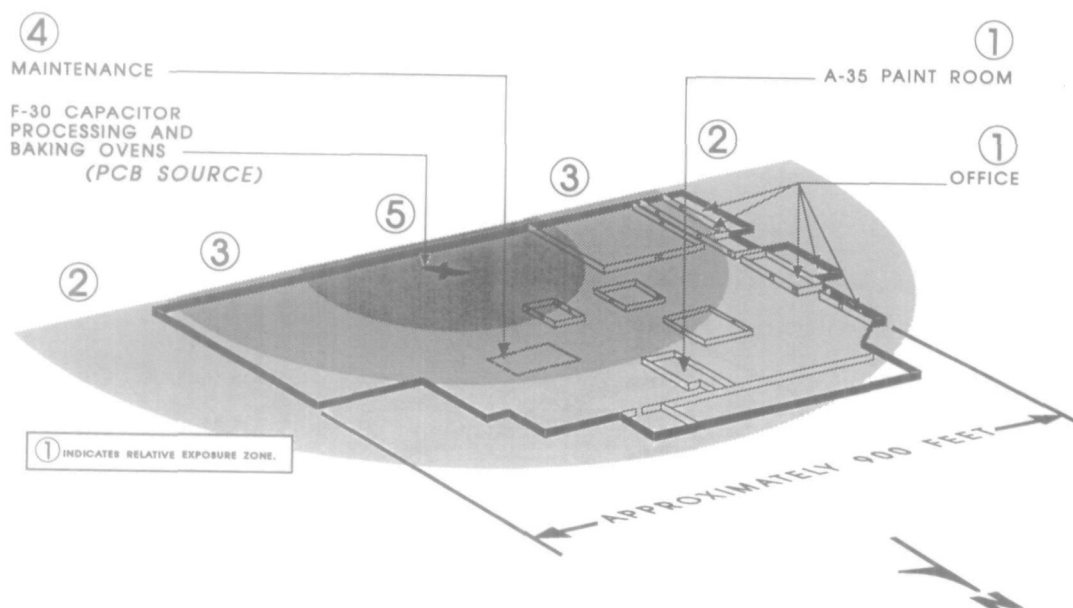 ④
MAINTENANCE
F-30 CAPACITOR
PROCESSING AND
BAKING OVENS
(PCB SOURCE)
①
A-35 PAINT ROOM
②
①
OFFICE
③
⑤
③
②
① INDICATES RELATIVE EXPOSURE ZONE.
APPROXIMATELY 900 FEET
N